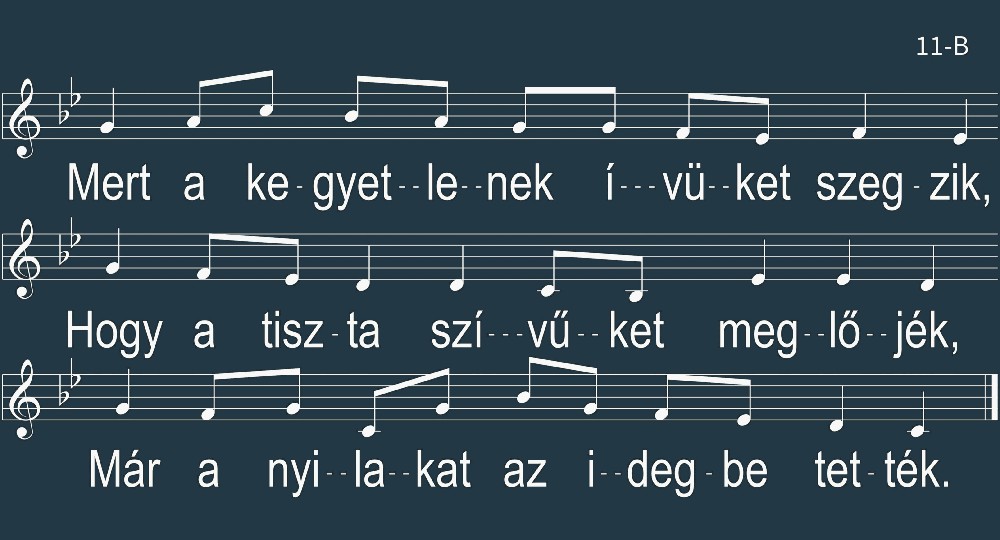 11-B
Mert a ke-gyet--le--nek í---vü--ket szeg-zik,
Hogy a tisz-ta szí---vű--ket meg--lő--jék,
Már a nyi--la--kat az i--deg-be tet-ték.